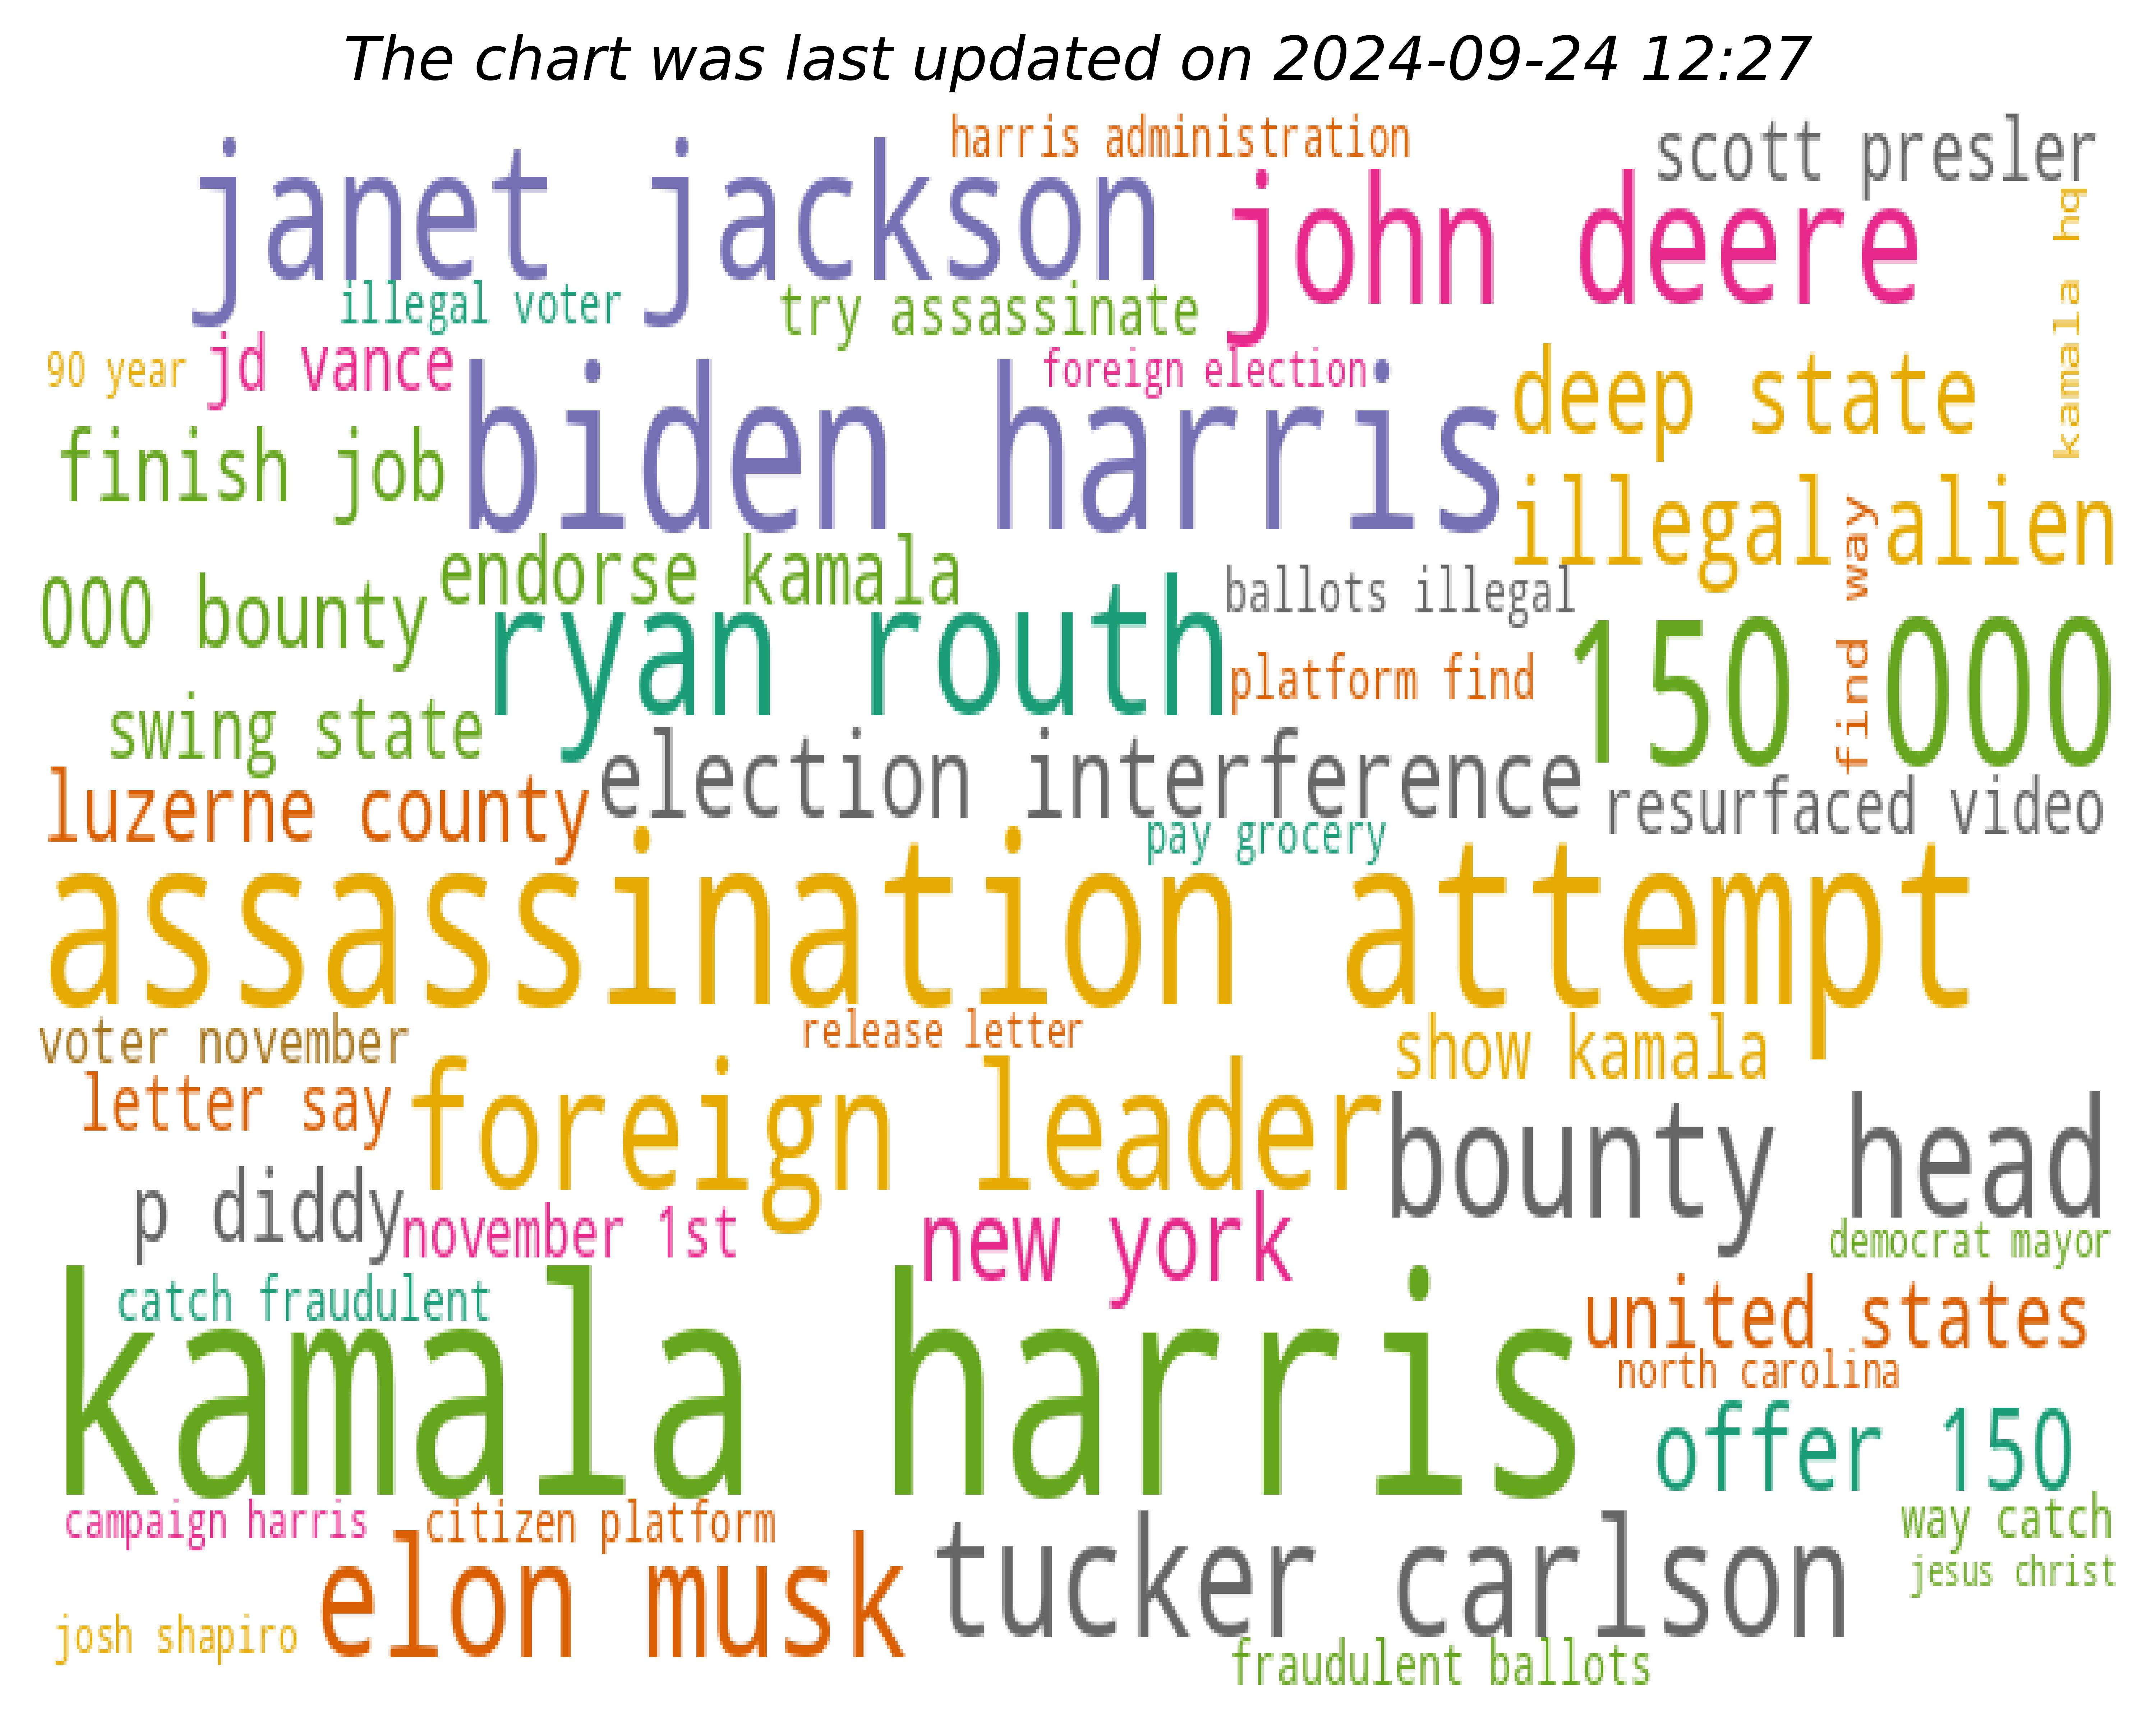 The chart was last updated on 2024-09-24 12:27
harris administration
scott presler
janet jackson
john deere
kamala hq
illegal voter
try assassinate
90 year
jd vance
foreign election
deep state
biden harris
finish job
illegal alien
find way
endorse kamala
000 bounty
ballots illegal
ryan routh
150 000
platform find
swing state
election interference
luzerne county
resurfaced video
pay grocery
assassination attempt
voter november
release letter
show kamala
letter say
foreign leader
bounty head
p diddy
november 1st
new york
democrat mayor
catch fraudulent
united states
kamala harris
north carolina
offer 150
campaign harris
citizen platform
way catch
elon musk
tucker carlson
jesus christ
josh shapiro
fraudulent ballots